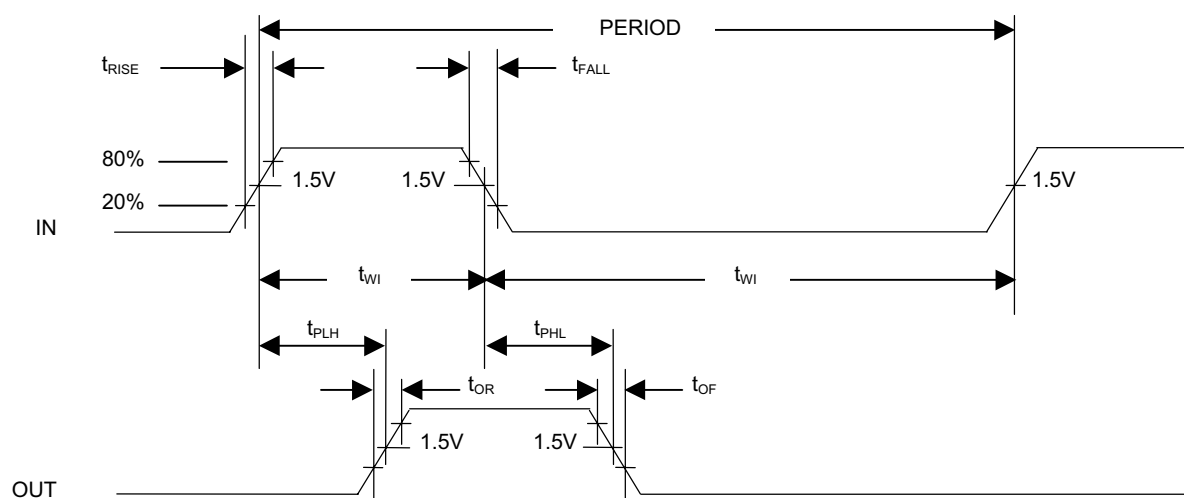 PERIOD
tRISE
tFALL
80%
1.5V
1.5V
1.5V
20%
IN
tWI
tWI
tPLH
tPHL
tOR
tOF
1.5V
1.5V
OUT